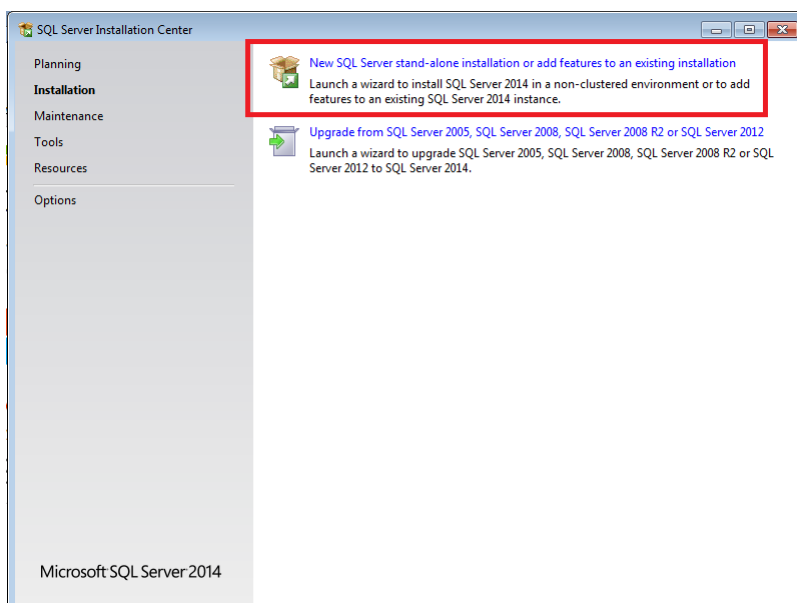 SQL Server Installation Center
Planning
Installation
Maintenance
Tools
Resources
Options
New SQL Server stand-alone installation or add features to an existing installation
Launch a wizard to install SQL Server 2014 in a non-clustered environment or to add
features to an existing SQL Server 2014 instance.
Upgrade from SQL Server 2005, SQL Server 2008, SQL Server 2008 R2 or SQL Server 2012
Launch a wizard to upgrade SQL Server 2005, SQL Server 2008, SQL Server 2008 R2 or SQL
Server 2012 to SQL Server 2014.
Microsoft SQL Server 2014